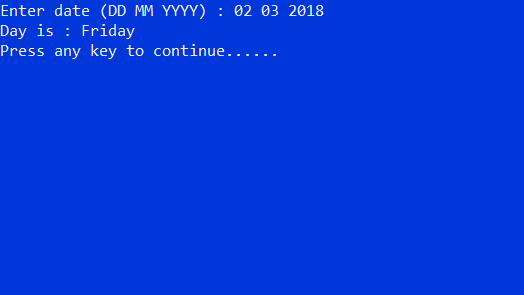 Enter date (DD MM YYYY) : 02 03 2018
Day is : Friday
Press any key to continue......